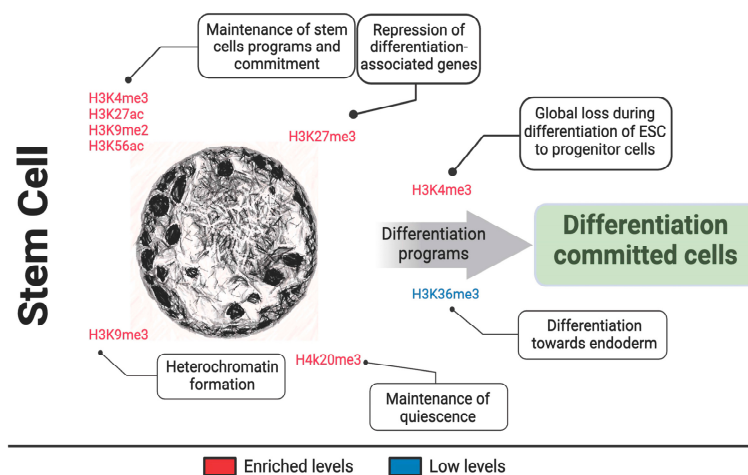 Maintenance of stem
cells programs and
commitment
Repression of
differentiation-
associated genes
H3K4me3
H3K27ac
H3K9me2
H3K56ac
H3K27me3
Global loss during
differentiation of ESC
to progenitor cells
H3K4me3
Stem Cell
Differentiation
programs
Differentiation
committed cells
H3K36me3
H3K9me3
Differentiation
towards endoderm
Heterochromatin
formation
H4k20me3
Maintenance of
quiescence
Enriched levels
Low levels